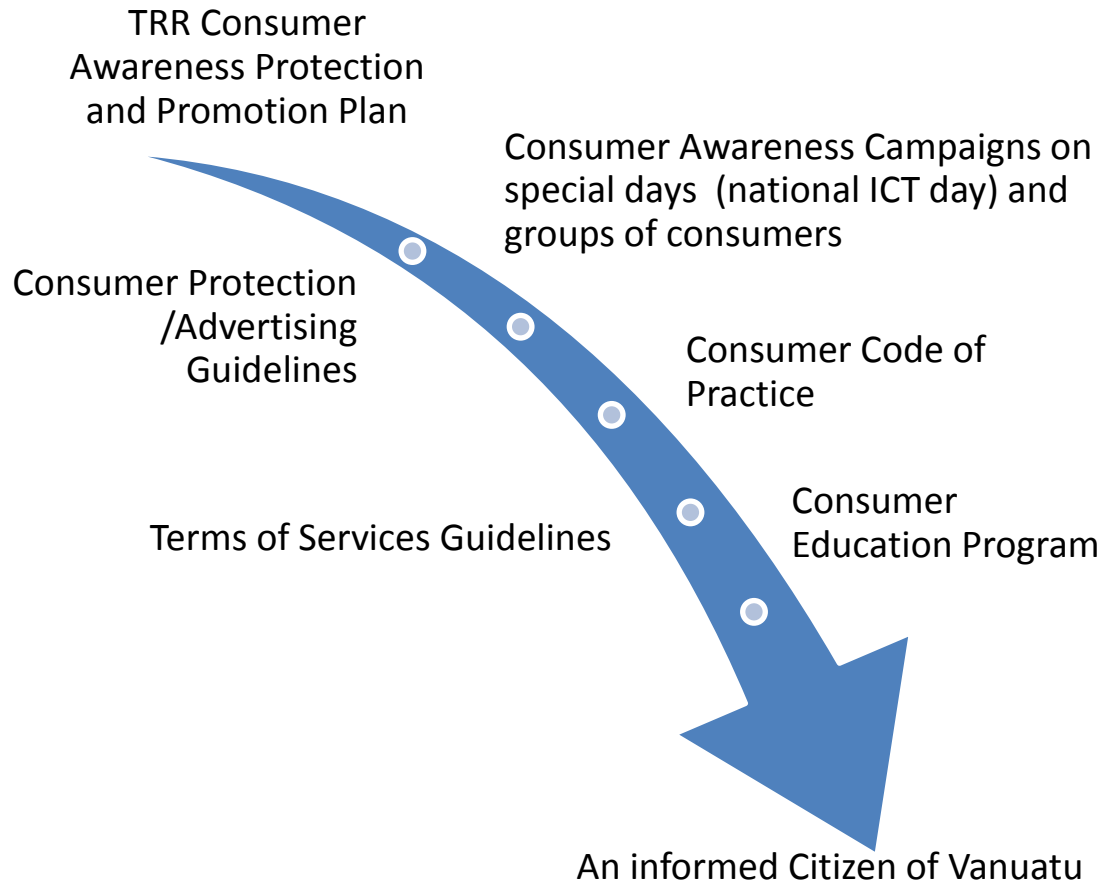 TRR Consumer
Awareness Protection
and Promotion Plan
Consumer Awareness Campaigns on
special days  (national ICT day) and
groups of consumers
Consumer Protection
/Advertising
Guidelines
Consumer Code of
Practice
Terms of Services Guidelines
Consumer
Education Program
An informed Citizen of Vanuatu